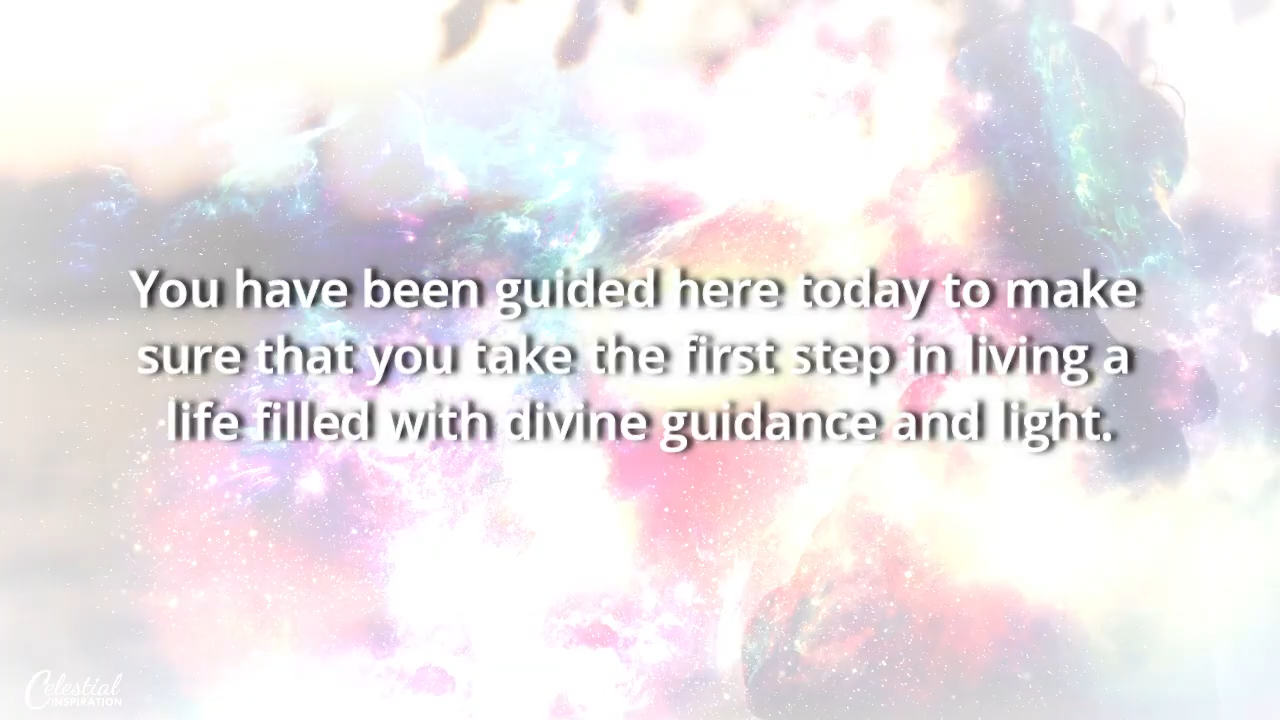 You have been guided here today to make
sure that you take the first step in living a
life filled with divine guidance and light.
Celestial
INSPIRATION